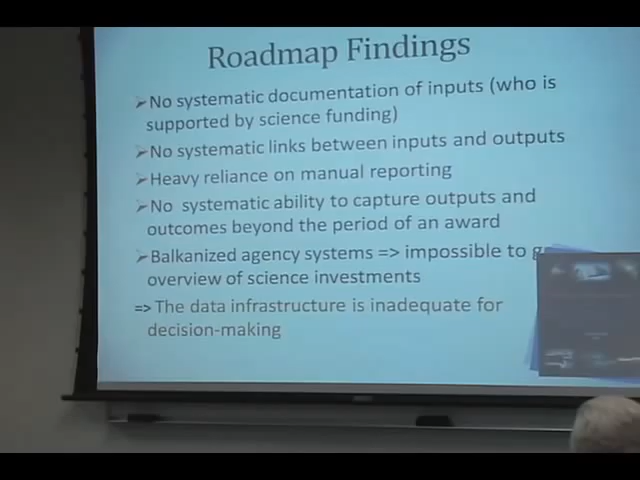 Roadmap Findings
➢No systematic documentation of inputs (who is
supported by science funding)
➢No systematic links between inputs and outputs
➢Heavy reliance on manual reporting
➢No systematic ability to capture outputs and
outcomes beyond the period of an award
➢Balkanized agency systems => impossible to
overview of science investments
=> The data infrastructure is inadequate for
decision-making